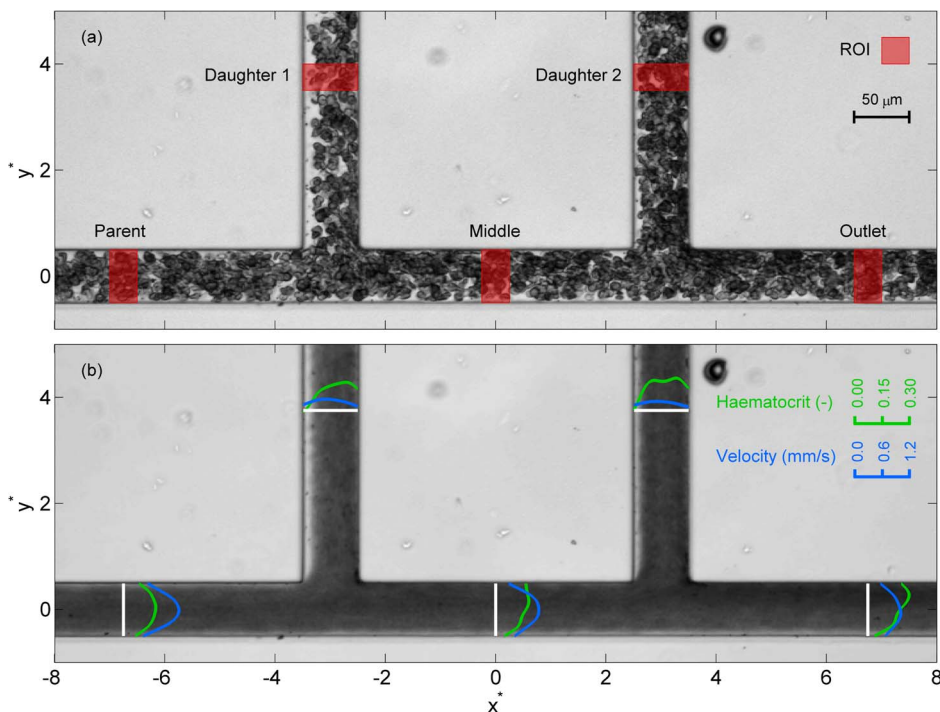 (a)
ROI
Daughter 1
Daughter 2
50 μm
Parent
Middle
Outlet
y*
4
2
0
(b)
Haematocrit (-)
0.00
0.15
0.30
Velocity (mm/s)
0.0
0.6
1.2
y*
4
2
0
-8
-6
-4
-2
0
2
4
6
8
x*